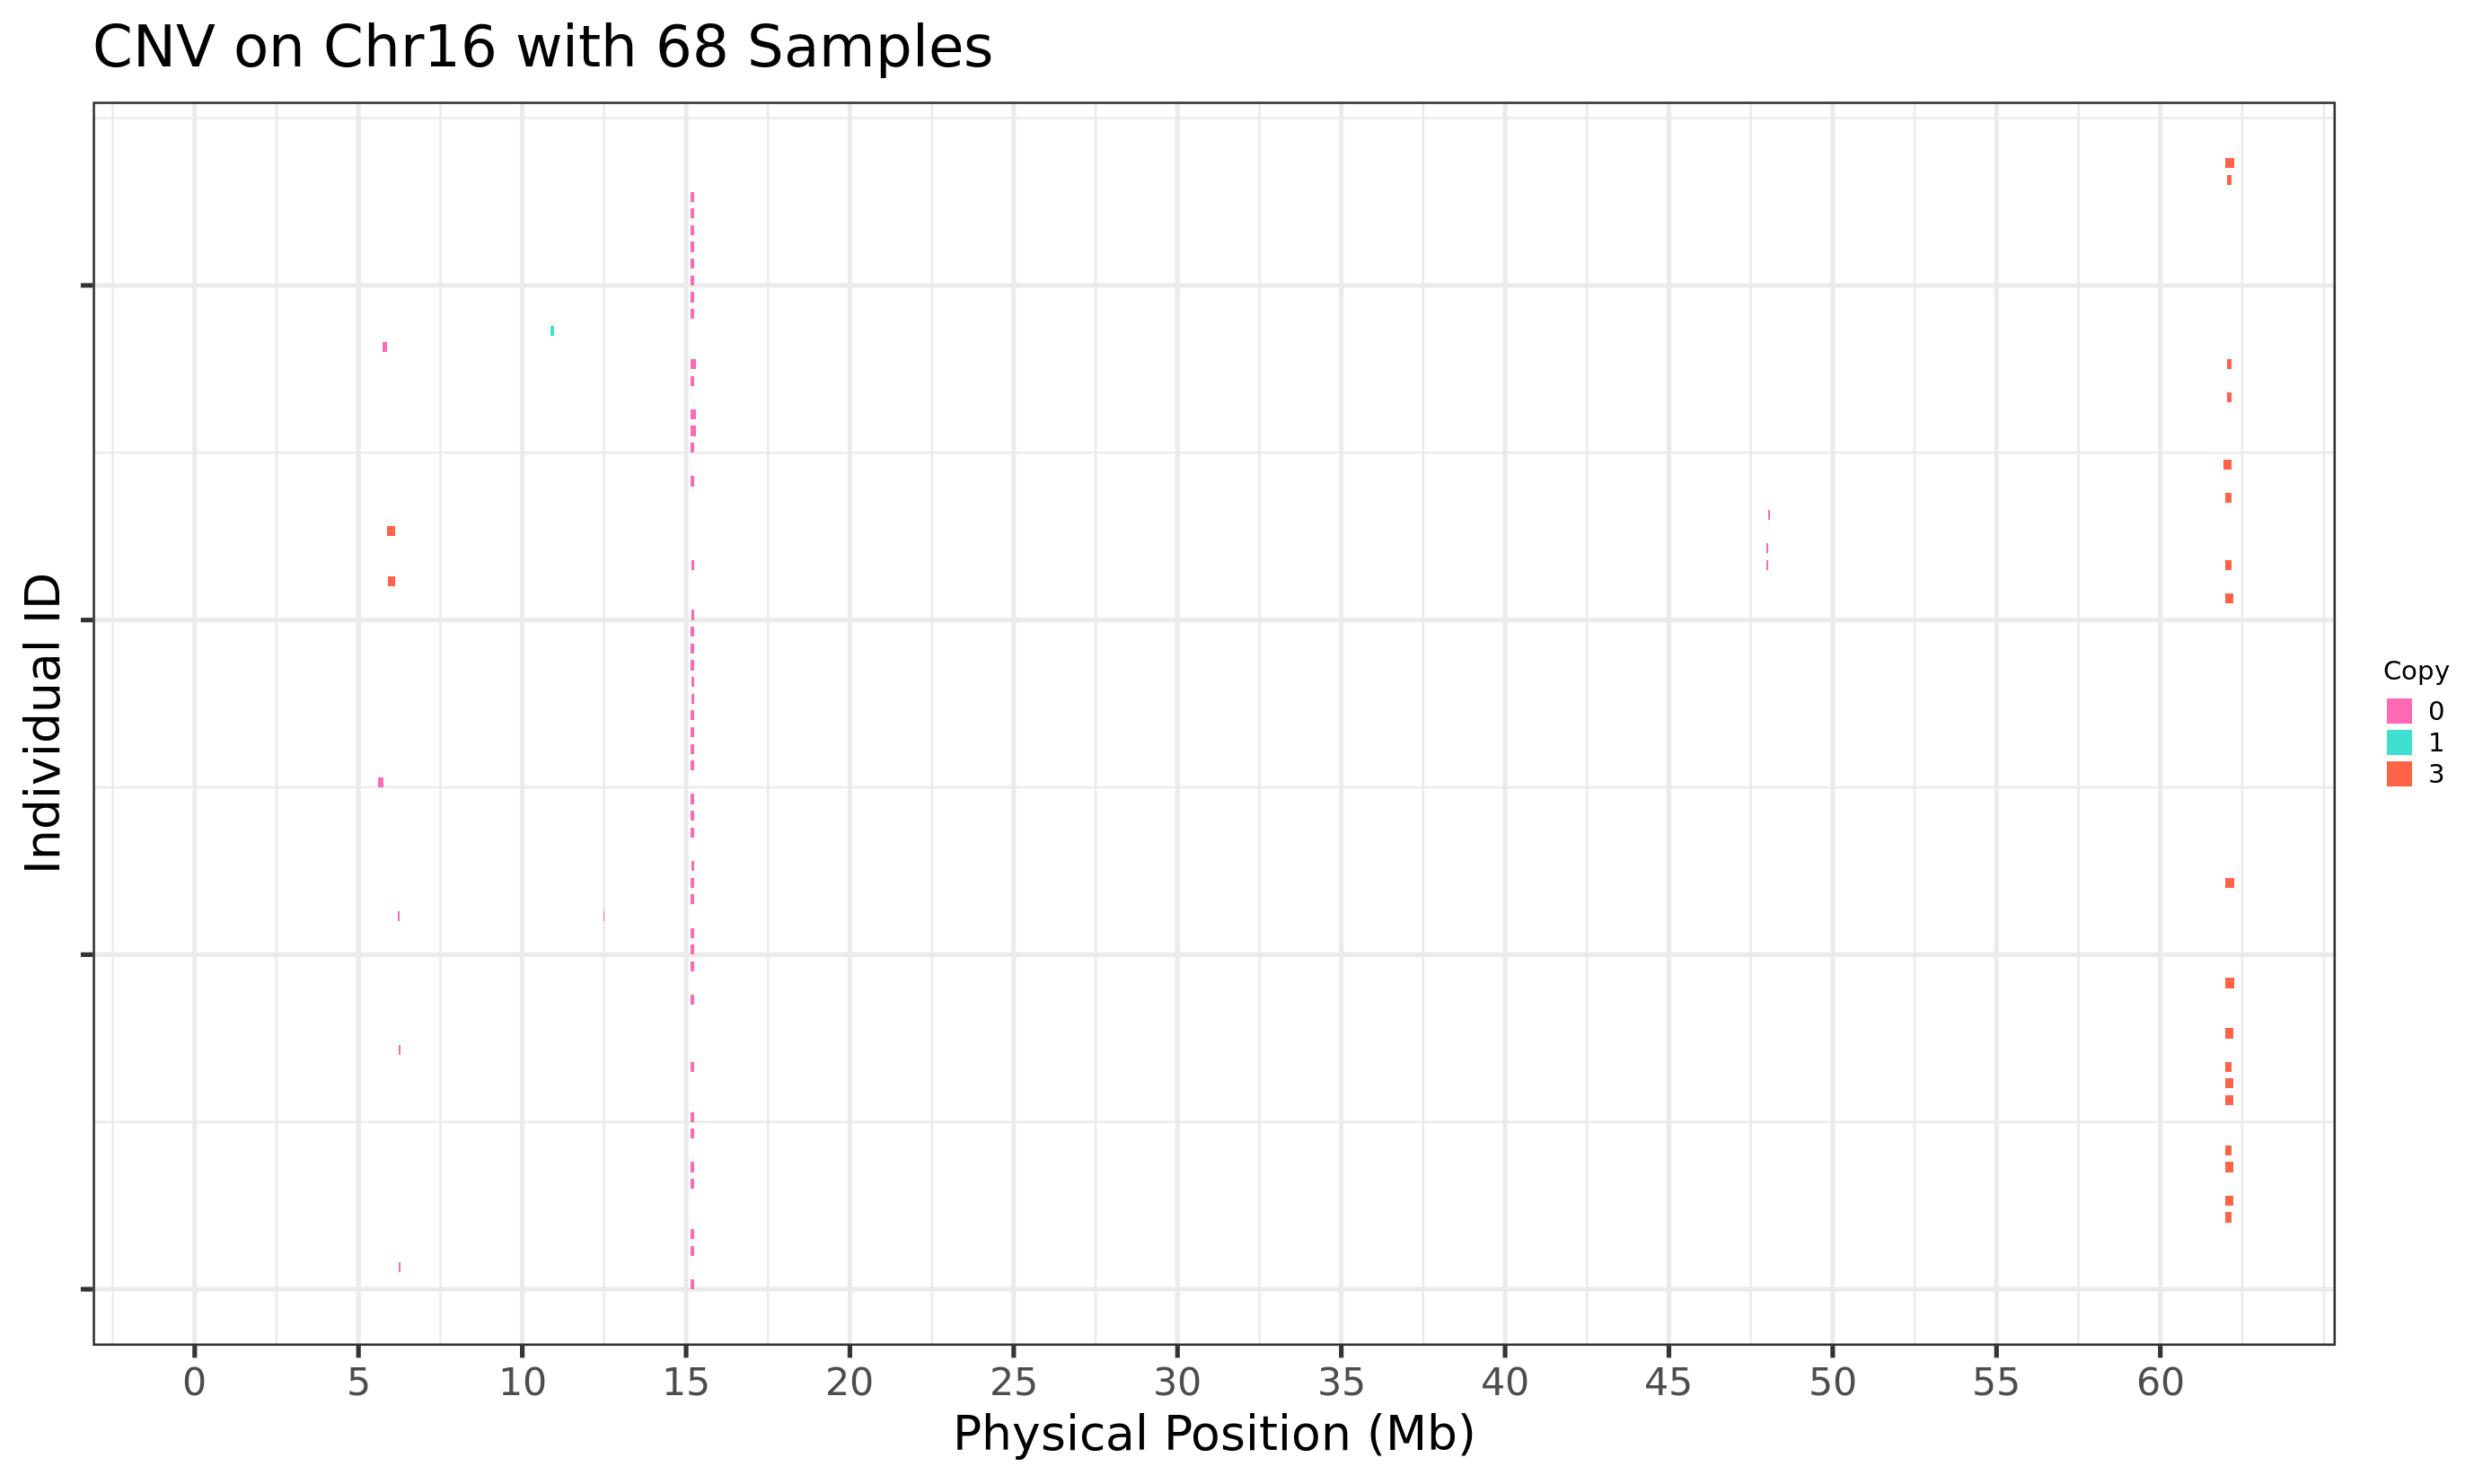 CNV on Chr16 with 68 Samples
Individual ID
Copy
0
1
3
0 5 10 15 20 25 30 35 40 45 50 55 60
Physical Position (Mb)